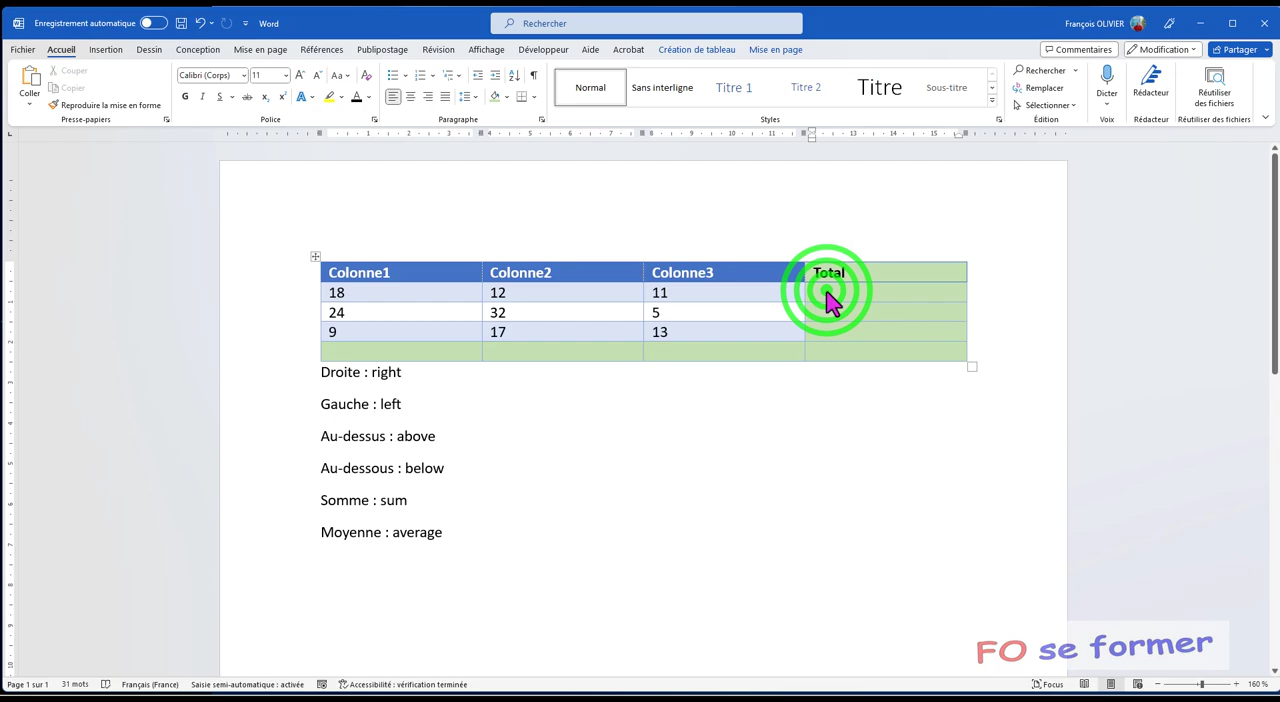 Enregistrement automatique
Word
Rechercher
François OLIVIER
Fichier Accueil Insertion Dessin Conception Mise en page Références Publipostage Révision Affichage Développeur Aide Acrobat Création de tableau Mise en page
Commentaires Modification Partager
Coller
Couper
Copier
Reproduire la mise en forme
Presse-papiers
Calibri (Corps) 11
Police
Paragraphe
Normal Sans interligne Titre 1 Titre 2 Titre Sous-titre
Styles
Rechercher
Remplacer
Sélectionner
Édition
Dicter
Voix
Rédacteur
Rédacteur
Réutiliser des fichiers
Réutiliser des fichiers
Colonne1 Colonne2 Colonne3 Total
18 12 11
24 32 5
9 17 13
Droite : right
Gauche : left
Au-dessus : above
Au-dessous : below
Somme : sum
Moyenne : average
FO se former
Page 1 sur 1 31 mots Français (France) Saisie semi-automatique : activée Accessibilité : vérification terminée Focus 160 %